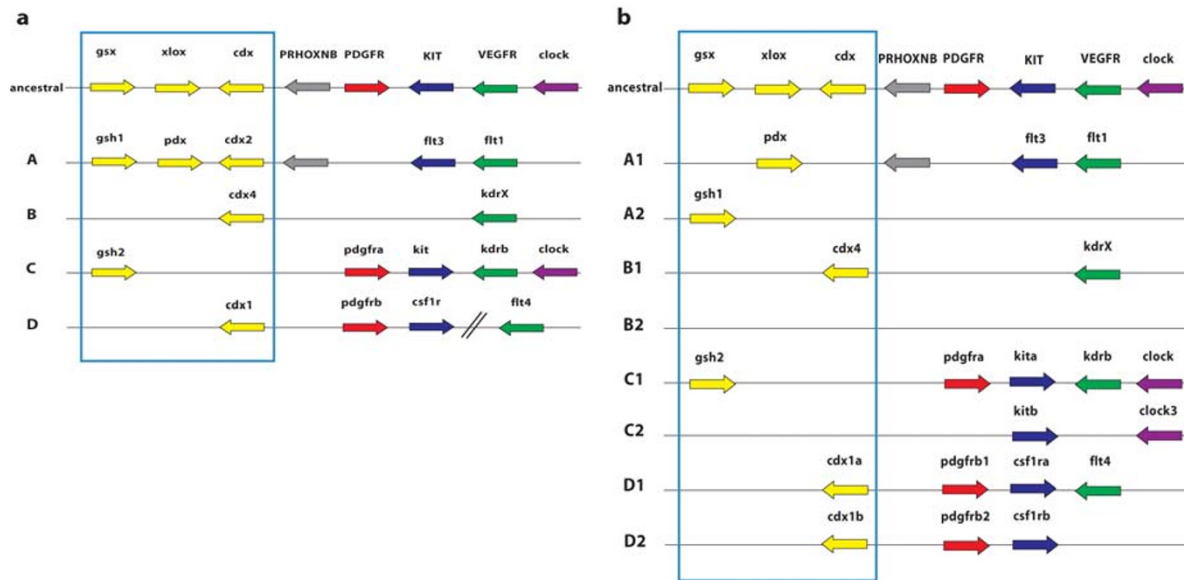 a
gsx xlox cdx PRHOXNB PDGFR KIT VEGFR clock
ancestral
gsh1 pdx cdx2 flt3 flt1
A
cdx4 kdrX
B
gsh2 pdgfra kit kdrb clock
C
cdx1 pdgfrb csf1r flt4
D
b
gsx xlox cdx PRHOXNB PDGFR KIT VEGFR clock
ancestral
pdx flt3 flt1
A1
gsh1
A2
cdx4 kdrX
B1
B2
gsh2 pdgfra kita kdrb clock
C1
kitb clock3
C2
cdx1a pdgfrb1 csf1ra flt4
D1
cdx1b pdgfrb2 csf1rb
D2